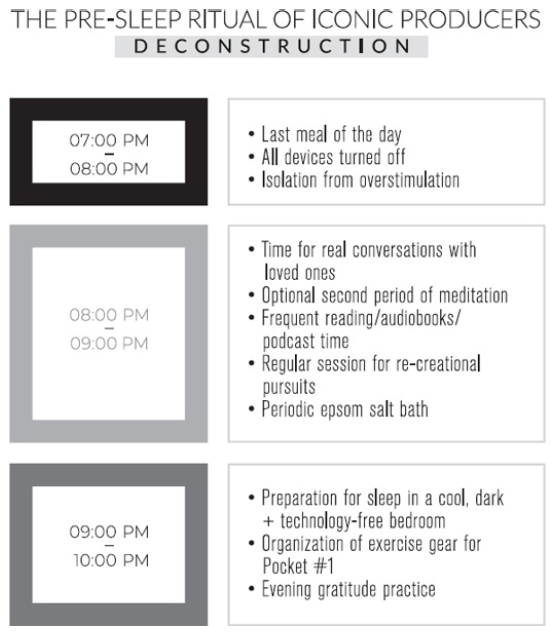 THE PRE-SLEEP RITUAL OF ICONIC PRODUCERS
DECONSTRUCTION
07:00 PM
–
08:00 PM
• Last meal of the day
• All devices turned off
• Isolation from overstimulation
08:00 PM
–
09:00 PM
• Time for real conversations with
loved ones
• Optional second period of meditation
• Frequent reading/audiobooks/
podcast time
• Regular session for re-creational
pursuits
• Periodic epsom salt bath
09:00 PM
–
10:00 PM
• Preparation for sleep in a cool, dark
+ technology-free bedroom
• Organization of exercise gear for
Pocket #1
• Evening gratitude practice